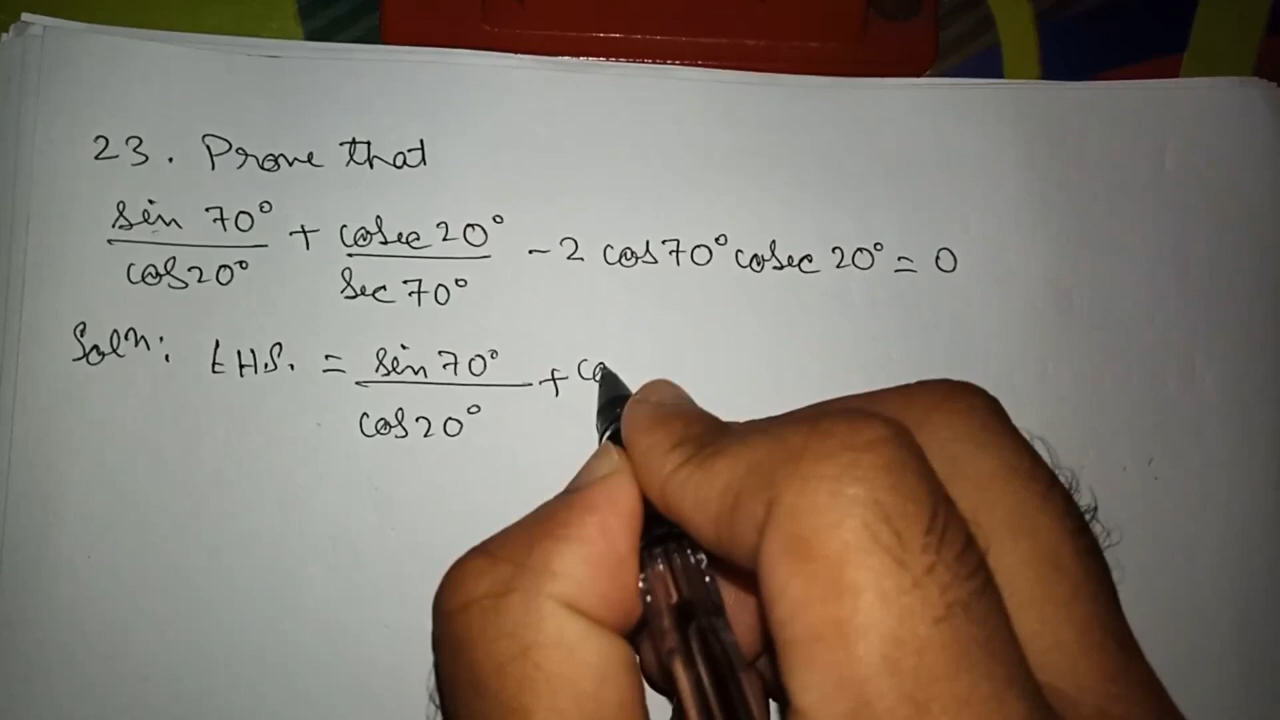 23. Prove that
sin 70° / cos 20° + cosec 20° / sec 70° - 2 cos 70° cosec 20° = 0
Soln: LHS. = sin 70° / cos 20° + co